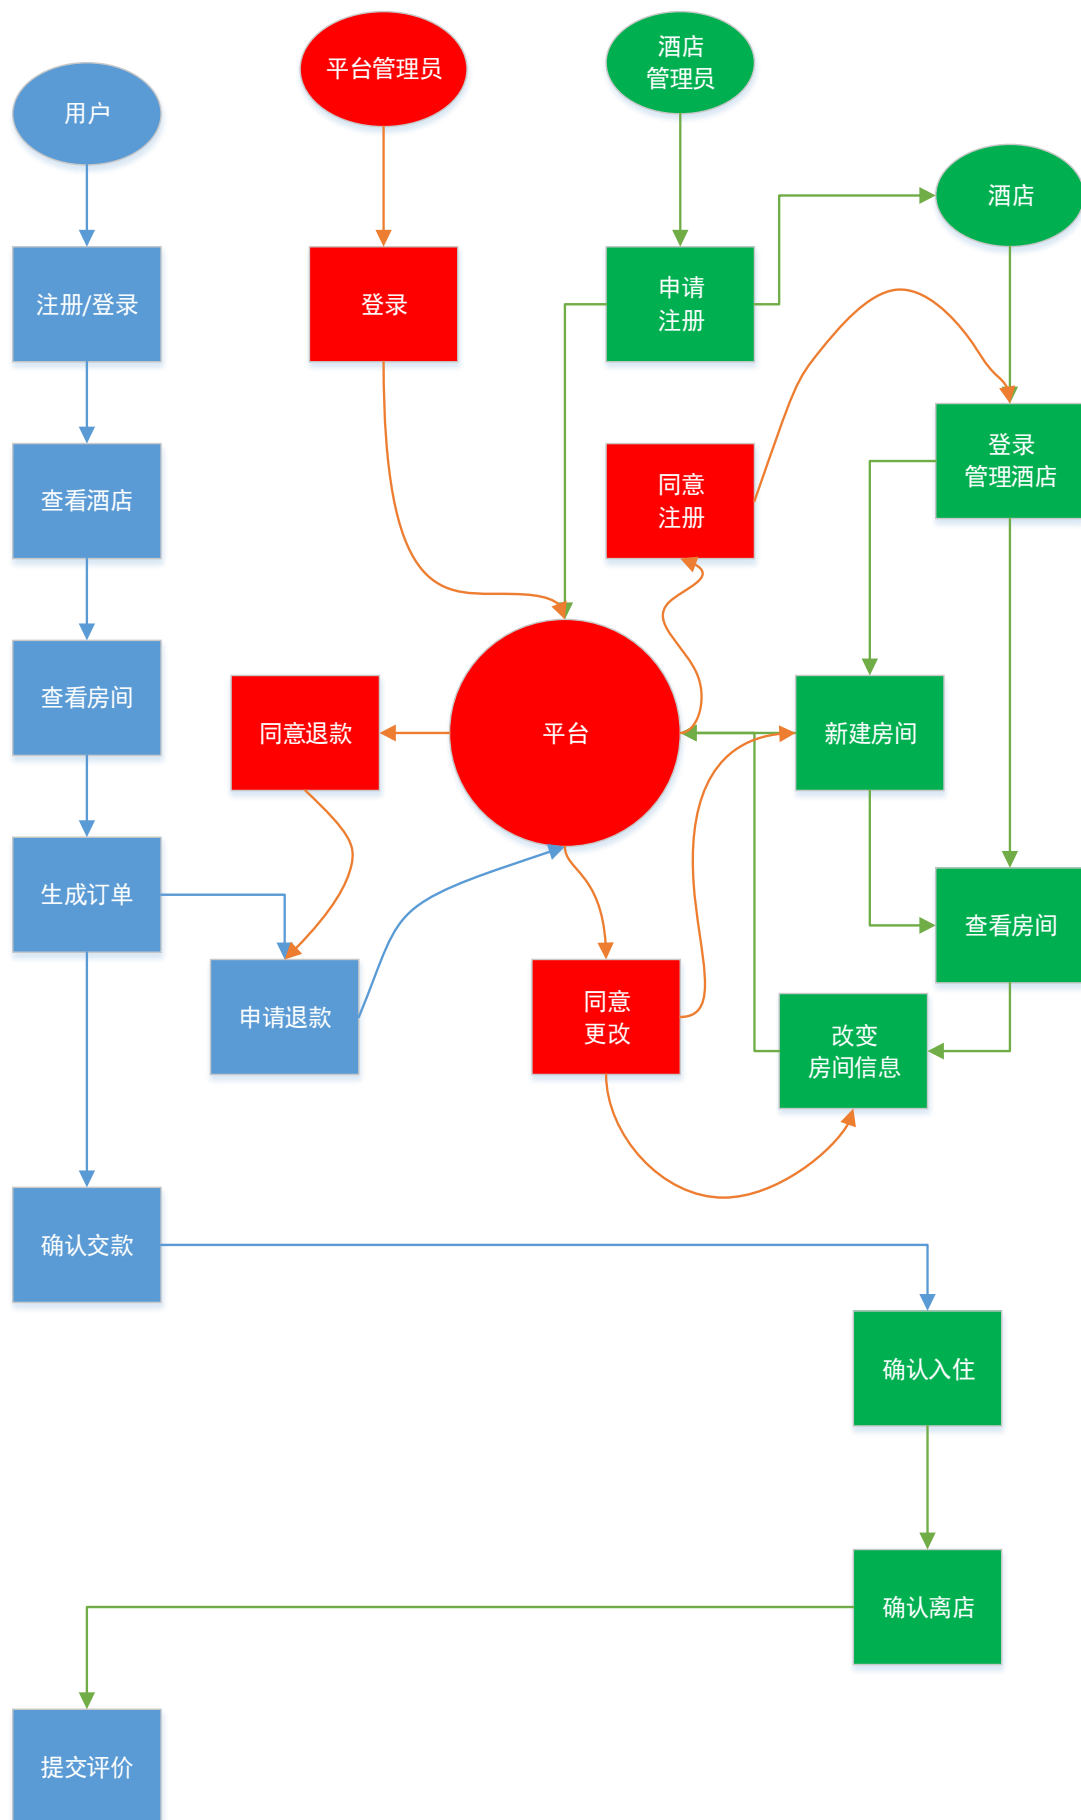 平台管理员
酒店
管理员
用户
酒店
注册/登录
登录
申请
注册
登录
管理酒店
查看酒店
同意
注册
查看房间
同意退款
平台
新建房间
生成订单
查看房间
申请退款
同意
更改
改变
房间信息
确认交款
确认入住
确认离店
提交评价